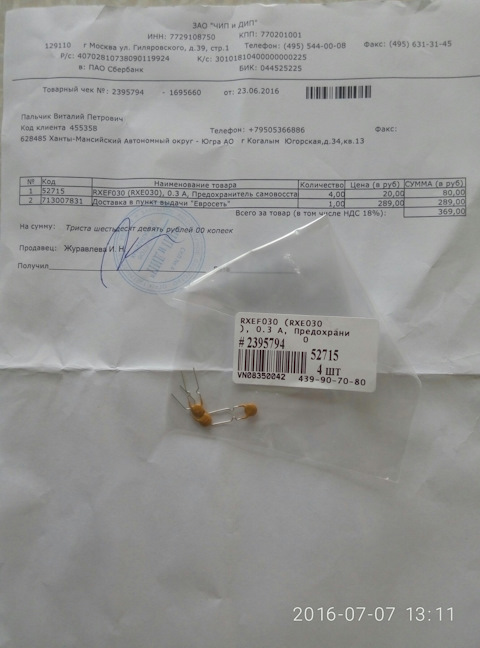 ЗАО "ЧИП и ДИП"
ИНН: 7729108750 КПП: 770201001
129110 г Москва ул. Гиляровского, д.39, стр.1 Телефон: (495) 544-00-08 Факс: (495) 631-31-45
Р/с: 40702810738090119924 К/с: 30101810400000000225
в: ПАО Сбербанк БИК: 044525225
Товарный чек №: 2395794 - 1695660 от: 23.06.2016
Пальчик Виталий Петрович
Код клиента 455358 Телефон: +79505366886 Факс:
628485 Ханты-Мансийский Автономный округ - Югра АО г Когалым Югорская,д.34,кв.13
№ Код Наименование товара Количество Цена (в руб) СУММА (в руб)
1 52715 RXEF030 (RXE030), 0.3 А, Предохранитель самовосста 4,00 20,00 80,00
2 713007831 Доставка в пункт выдачи "Евросеть" 1,00 289,00 289,00
Всего за товар (в том числе НДС 18%): 369,00
На сумму: Триста шестьдесят девять рублей 00 копеек
Продавец: Журавлева И. Н.
Получил
RXEF030 (RXE030
), 0.3 А, Предохрани
# 2395794
52715
4 шт
VN08350042 439-90-70-80
2016-07-07 13:11